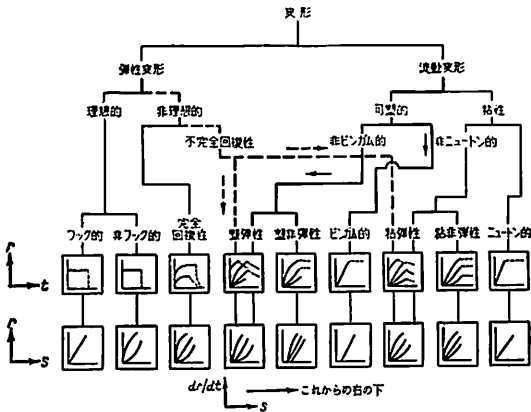 変形
弾性変形
流動変形
理想的
非理想的
可塑的
粘性
不完全回復性
非ビンガム的
非ニュートン的
フック的
非フック的
完全回復性
塑弾性
塑非弾性
ビンガム的
粘弾性
粘非弾性
ニュートン的
r
t
r
s
dr/dt
s
これからの右の下